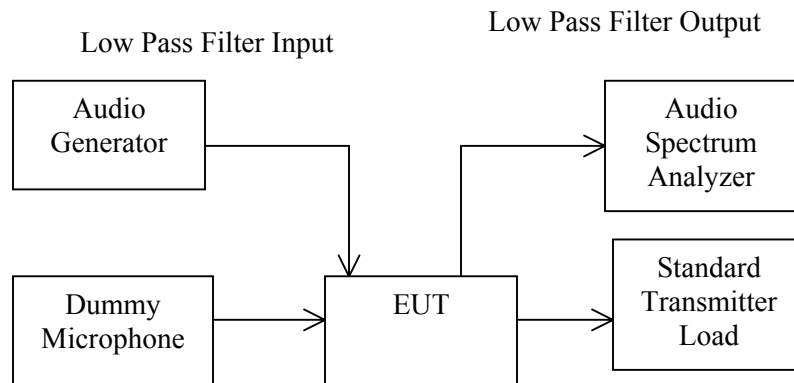 Low Pass Filter Input
Low Pass Filter Output
Audio
Generator
Audio
Spectrum
Analyzer
Dummy
Microphone
EUT
Standard
Transmitter
Load